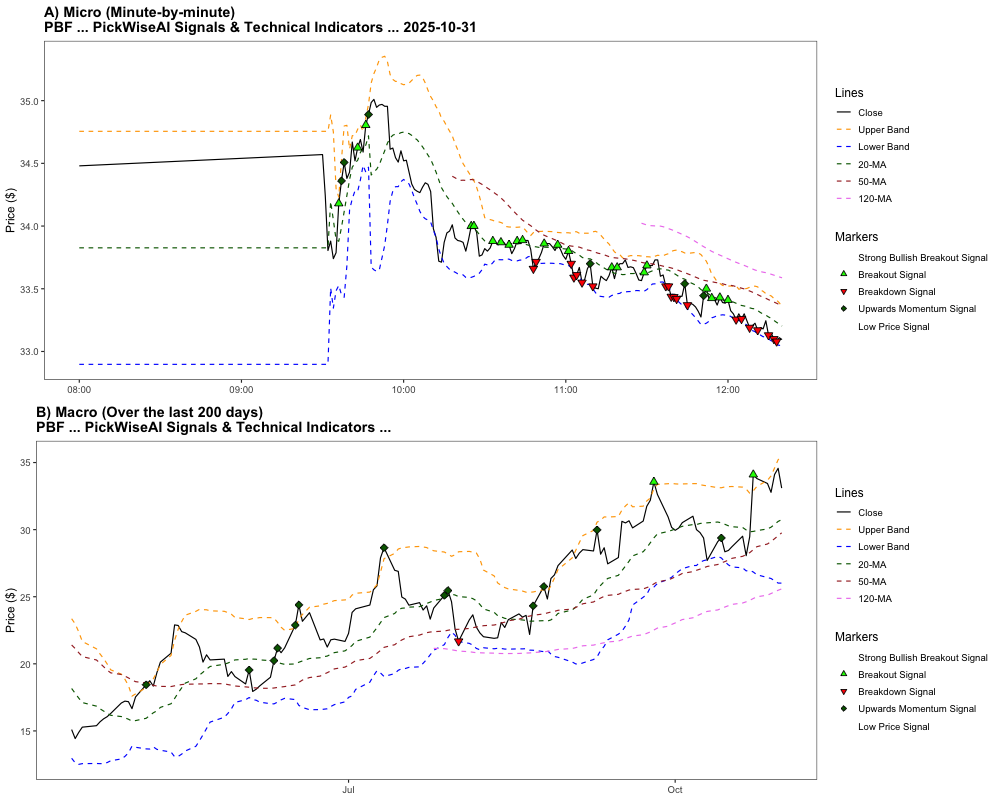 A) Micro (Minute-by-minute)
PBF ... PickWiseAI Signals & Technical Indicators ... 2025-10-31
Price ($)
35.0
34.5
34.0
33.5
33.0
08:00 09:00 10:00 11:00 12:00
Lines
Close
Upper Band
Lower Band
20-MA
50-MA
120-MA
Markers
Strong Bullish Breakout Signal
Breakout Signal
Breakdown Signal
Upwards Momentum Signal
Low Price Signal
B) Macro (Over the last 200 days)
PBF ... PickWiseAI Signals & Technical Indicators ...
Price ($)
35
30
25
20
15
Jul Oct
Lines
Close
Upper Band
Lower Band
20-MA
50-MA
120-MA
Markers
Strong Bullish Breakout Signal
Breakout Signal
Breakdown Signal
Upwards Momentum Signal
Low Price Signal